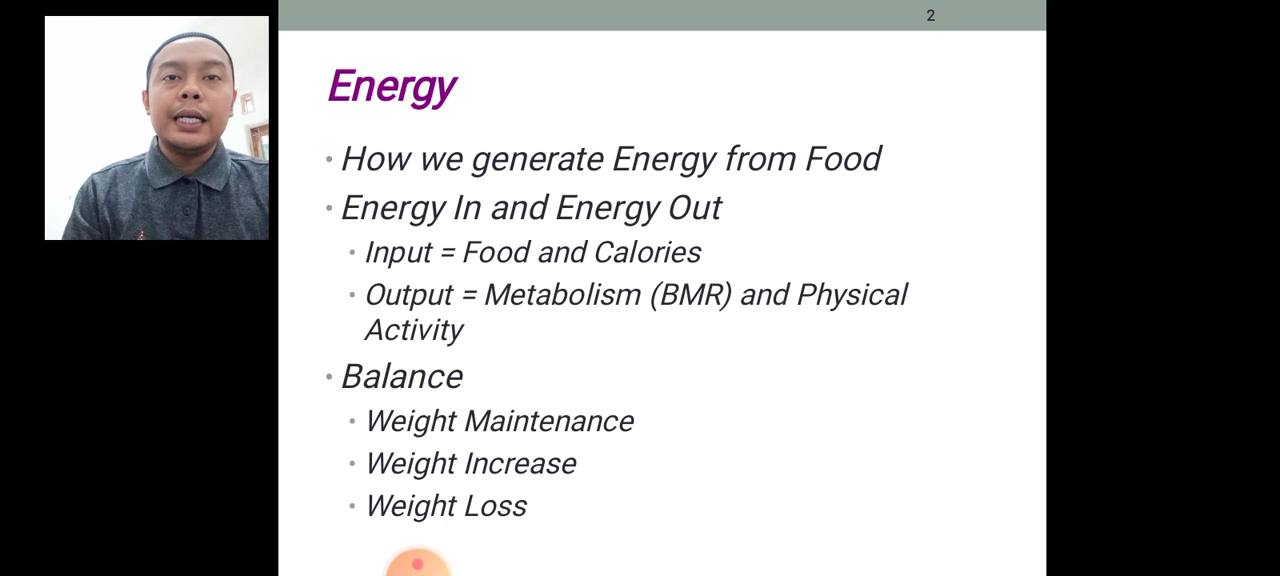 2
Energy
• How we generate Energy from Food
• Energy In and Energy Out
• Input = Food and Calories
• Output = Metabolism (BMR) and Physical
Activity
• Balance
• Weight Maintenance
• Weight Increase
• Weight Loss